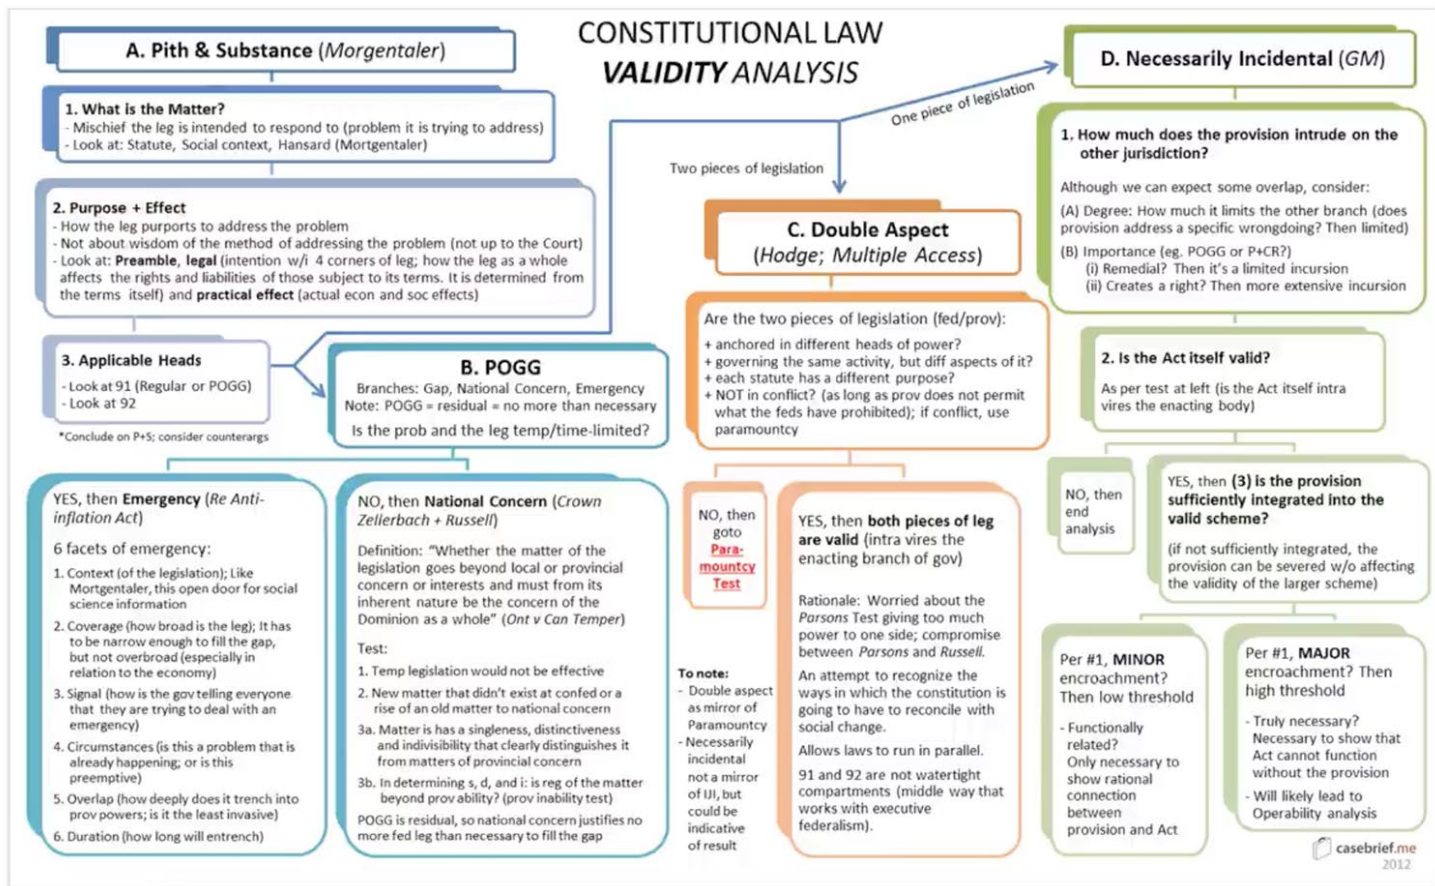 CONSTITUTIONAL LAW
VALIDITY ANALYSIS
A. Pith & Substance (Morgentaler)
1. What is the Matter?
- Mischief the leg is intended to respond to (problem it is trying to address)
- Look at: Statute, Social context, Hansard (Mortgentaler)
2. Purpose + Effect
- How the leg purports to address the problem
- Not about wisdom of the method of addressing the problem (not up to the Court)
- Look at: Preamble, legal (intention w/i 4 corners of leg; how the leg as a whole
affects the rights and liabilities of those subject to its terms. It is determined from
the terms itself) and practical effect (actual econ and soc effects)
3. Applicable Heads
- Look at 91 (Regular or POGG)
- Look at 92
*Conclude on P+S; consider counterargs
B. POGG
Branches: Gap, National Concern, Emergency
Note: POGG = residual = no more than necessary
Is the prob and the leg temp/time-limited?
YES, then Emergency (Re Anti-
inflation Act)
6 facets of emergency:
1. Context (of the legislation); Like
Mortgentaler, this open door for social
science information
2. Coverage (how broad is the leg); It has
to be narrow enough to fill the gap,
but not overbroad (especially in
relation to the economy)
3. Signal (how is the gov telling everyone
that they are trying to deal with an
emergency)
4. Circumstances (is this a problem that is
already happening; or is this
preemptive)
5. Overlap (how deeply does it trench into
prov powers; is it the least invasive)
6. Duration (how long will entrench)
NO, then National Concern (Crown
Zellerbach + Russell)
Definition: "Whether the matter of the
legislation goes beyond local or provincial
concern or interests and must from its
inherent nature be the concern of the
Dominion as a whole" (Ont v Can Temper)
Test:
1. Temp legislation would not be effective
2. New matter that didn't exist at confed or a
rise of an old matter to national concern
3a. Matter is has a singleness, distinctiveness
and indivisibility that clearly distinguishes it
from matters of provincial concern
3b. In determining s, d, and i: is reg of the matter
beyond prov ability? (prov inability test)
POGG is residual, so national concern justifies no
more fed leg than necessary to fill the gap
Two pieces of legislation
One piece of legislation
C. Double Aspect
(Hodge; Multiple Access)
Are the two pieces of legislation (fed/prov):
+ anchored in different heads of power?
+ governing the same activity, but diff aspects of it?
+ each statute has a different purpose?
+ NOT in conflict? (as long as prov does not permit
what the feds have prohibited); if conflict, use
paramountcy
NO, then
goto
Para-
mountcy
Test
To note:
- Double aspect
as mirror of
Paramountcy
- Necessarily
incidental
not a mirror
of IJI, but
could be
indicative
of result
YES, then both pieces of leg
are valid (intra vires the
enacting branch of gov)
Rationale: Worried about the
Parsons Test giving too much
power to one side; compromise
between Parsons and Russell.
An attempt to recognize the
ways in which the constitution is
going to have to reconcile with
social change.
Allows laws to run in parallel.
91 and 92 are not watertight
compartments (middle way that
works with executive
federalism).
D. Necessarily Incidental (GM)
1. How much does the provision intrude on the
other jurisdiction?
Although we can expect some overlap, consider:
(A) Degree: How much it limits the other branch (does
provision address a specific wrongdoing? Then limited)
(B) Importance (eg. POGG or P+CR?)
(i) Remedial? Then it's a limited incursion
(ii) Creates a right? Then more extensive incursion
2. Is the Act itself valid?
As per test at left (is the Act itself intra
vires the enacting body)
NO, then
end
analysis
YES, then (3) is the provision
sufficiently integrated into the
valid scheme?
(if not sufficiently integrated, the
provision can be severed w/o affecting
the validity of the larger scheme)
Per #1, MINOR
encroachment?
Then low threshold
- Functionally
related?
Only necessary to
show rational
connection
between
provision and Act
Per #1, MAJOR
encroachment? Then
high threshold
- Truly necessary?
Necessary to show that
Act cannot function
without the provision
- Will likely lead to
Operability analysis
casebrief.me
2012